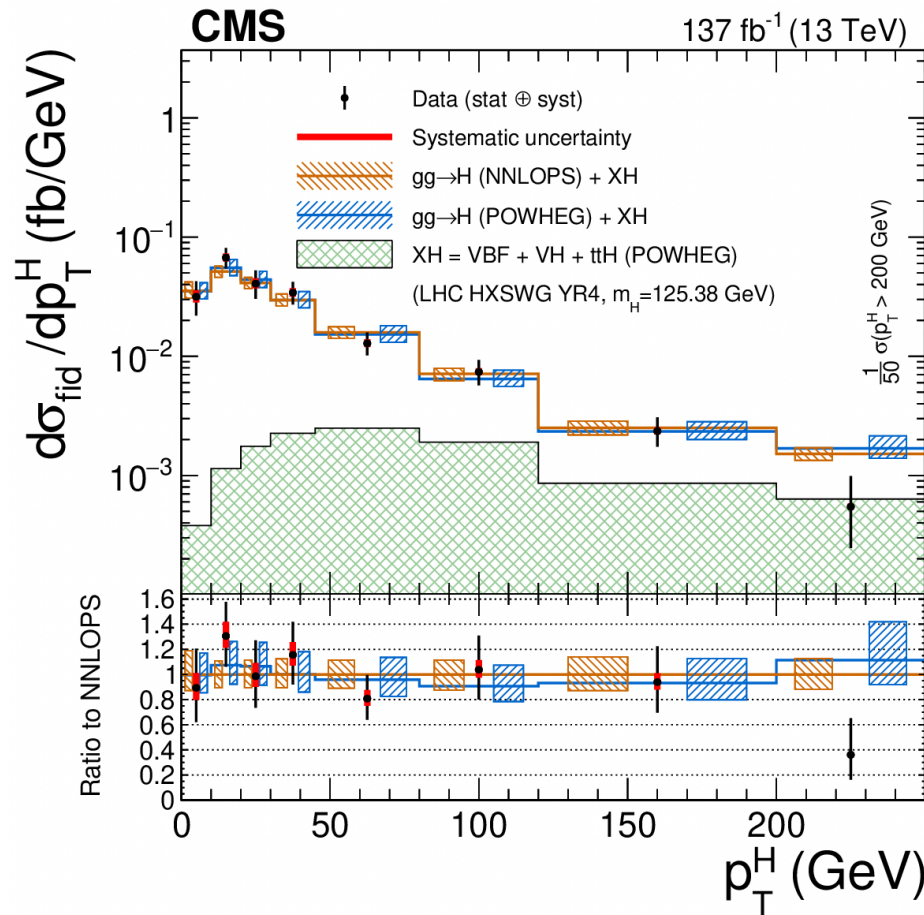 CMS 137 fb⁻¹ (13 TeV)
dσ_fid/dp_T^H (fb/GeV)
1
10⁻¹
10⁻²
10⁻³
Data (stat ⊕ syst)
Systematic uncertainty
gg→H (NNLOPS) + XH
gg→H (POWHEG) + XH
XH = VBF + VH + ttH (POWHEG)
(LHC HXSWG YR4, m_H=125.38 GeV)
1/50 σ(p_T^H > 200 GeV)
Ratio to NNLOPS
1.6
1.4
1.2
1
0.8
0.6
0.4
0.2
0
0 50 100 150 200
p_T^H (GeV)